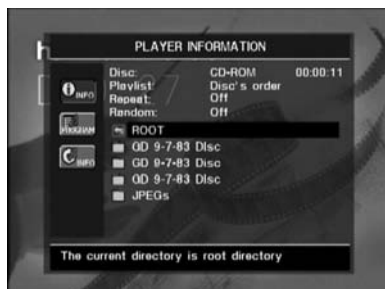 PLAYER INFORMATION
Disc: CD-ROM 00:00:11
Playlist: Disc's order
Repeat: Off
Random: Off
INFO
PROGRAM
INFO
ROOT
GD 9-7-83 Disc
GD 9-7-83 Disc
GD 9-7-83 Disc
JPEGs
The current directory is root directory